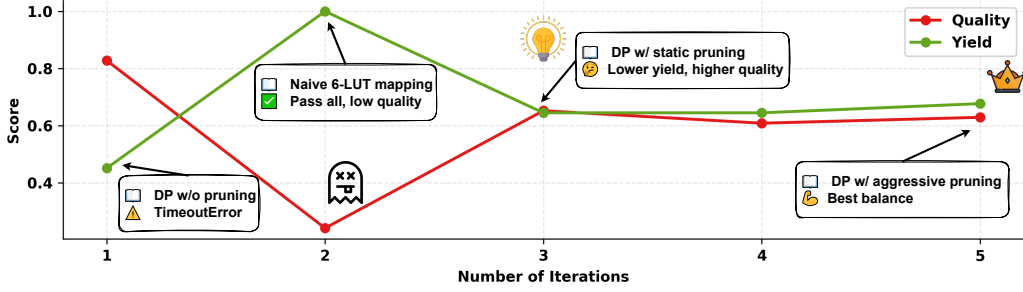 1.0
0.8
0.6
0.4
Score
Quality
Yield
DP w/ static pruning
Lower yield, higher quality
Naive 6-LUT mapping
Pass all, low quality
DP w/o pruning
TimeoutError
DP w/ aggressive pruning
Best balance
1 2 3 4 5
Number of Iterations